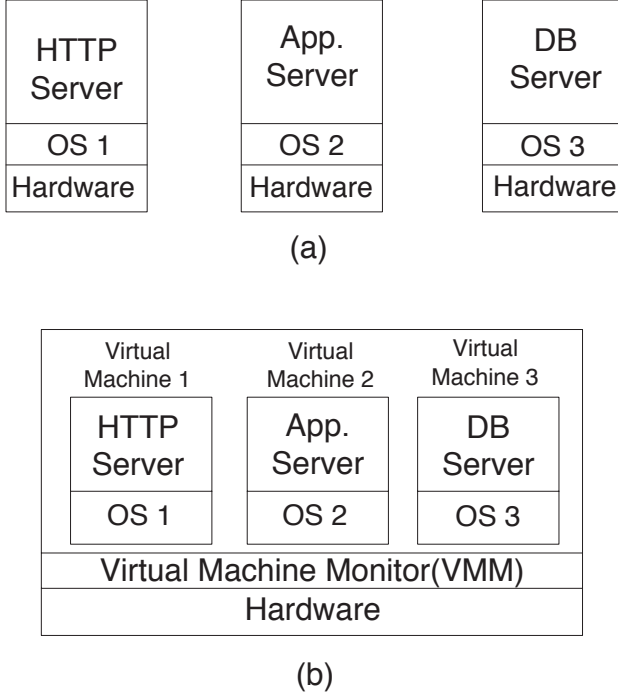 HTTP
Server
OS 1
Hardware
App.
Server
OS 2
Hardware
DB
Server
OS 3
Hardware
(a)
Virtual
Machine 1
HTTP
Server
OS 1
Virtual
Machine 2
App.
Server
OS 2
Virtual
Machine 3
DB
Server
OS 3
Virtual Machine Monitor(VMM)
Hardware
(b)